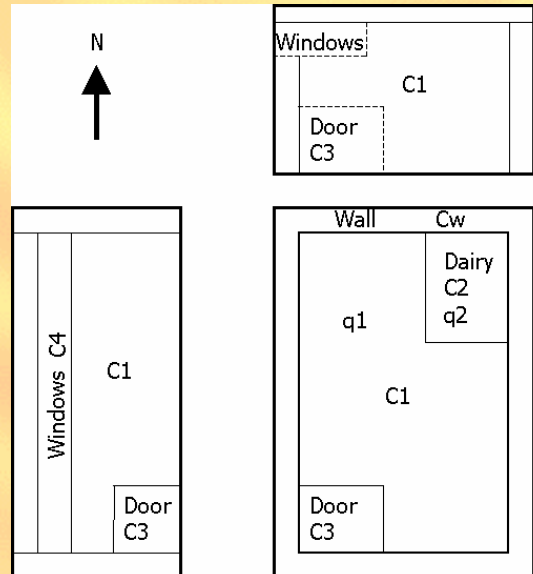 N
Windows
C1
Door
C3
Wall Cw
Dairy
C2
q2
q1
C1
Door
C3
Windows C4
C1
Door
C3